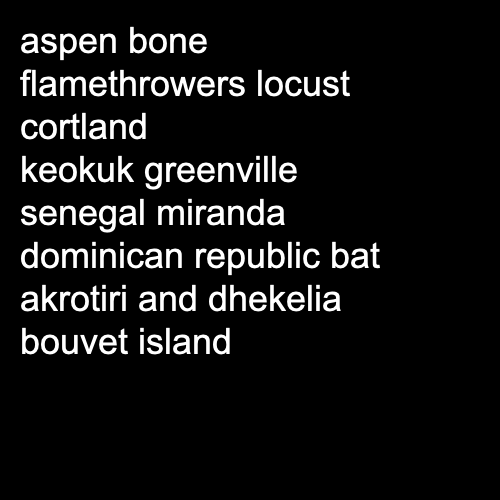 aspen bone
flamethrowers locust
cortland
keokuk greenville
senegal miranda
dominican republic bat
akrotiri and dhekelia
bouvet island